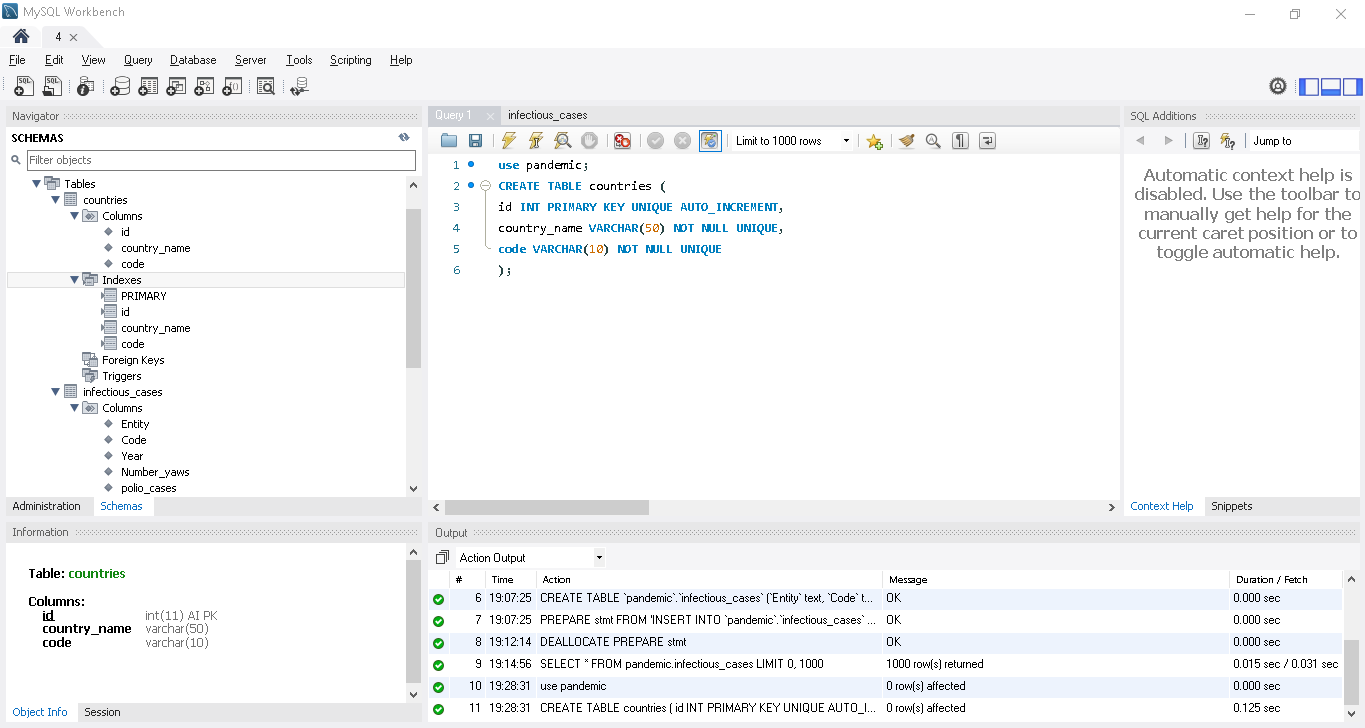 MySQL Workbench
4
File Edit View Query Database Server Tools Scripting Help
Navigator
SCHEMAS
Filter objects
Tables
countries
Columns
id
country_name
code
Indexes
PRIMARY
id
country_name
code
Foreign Keys
Triggers
infectious_cases
Columns
Entity
Code
Year
Number_yaws
polio_cases
Administration Schemas
Information
Table: countries
Columns:
id int(11) AI PK
country_name varchar(50)
code varchar(10)
Object Info Session
Query 1 infectious_cases
Limit to 1000 rows
1 use pandemic;
2 CREATE TABLE countries (
3 id INT PRIMARY KEY UNIQUE AUTO_INCREMENT,
4 country_name VARCHAR(50) NOT NULL UNIQUE,
5 code VARCHAR(10) NOT NULL UNIQUE
6 );
SQL Additions
Jump to
Automatic context help is
disabled. Use the toolbar to
manually get help for the
current caret position or to
toggle automatic help.
Context Help Snippets
Output
Action Output
# Time Action Message Duration / Fetch
6 19:07:25 CREATE TABLE `pandemic`.`infectious_cases` (`Entity` text, `Code` t... OK 0.000 sec
7 19:07:25 PREPARE stmt FROM 'INSERT INTO `pandemic`.`infectious_cases` ... OK 0.000 sec
8 19:12:14 DEALLOCATE PREPARE stmt OK 0.000 sec
9 19:14:56 SELECT * FROM pandemic.infectious_cases LIMIT 0, 1000 1000 row(s) returned 0.015 sec / 0.031 sec
10 19:28:31 use pandemic 0 row(s) affected 0.000 sec
11 19:28:31 CREATE TABLE countries ( id INT PRIMARY KEY UNIQUE AUTO_I... 0 row(s) affected 0.125 sec